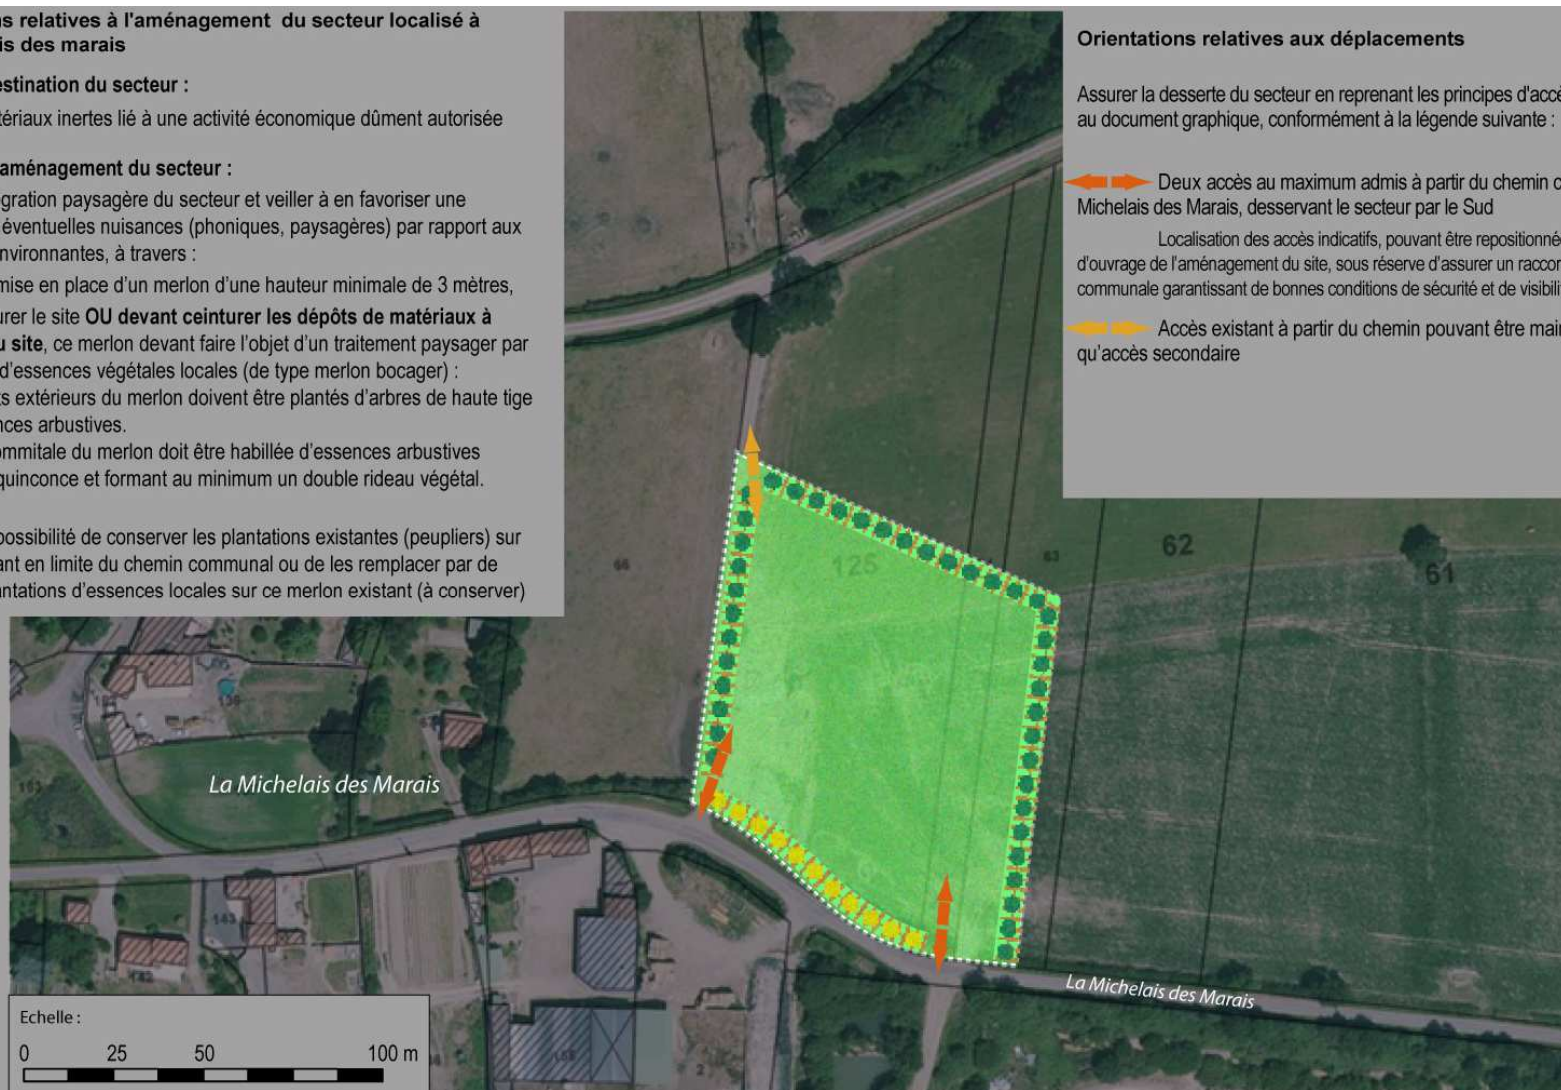 ns relatives à l'aménagement du secteur localisé à
is des marais
estination du secteur :
tériaux inertes lié à une activité économique dûment autorisée
aménagement du secteur :
gration paysagère du secteur et veiller à en favoriser une
éventuelles nuisances (phoniques, paysagères) par rapport aux
nvironnantes, à travers :
mise en place d'un merlon d'une hauteur minimale de 3 mètres,
urer le site OU devant ceinturer les dépôts de matériaux à
u site, ce merlon devant faire l'objet d'un traitement paysager par
d'essences végétales locales (de type merlon bocager) :
ts extérieurs du merlon doivent être plantés d'arbres de haute tige
nces arbustives.
ommitale du merlon doit être habillée d'essences arbustives
quinconce et formant au minimum un double rideau végétal.
possibilité de conserver les plantations existantes (peupliers) sur
ant en limite du chemin communal ou de les remplacer par de
antations d'essences locales sur ce merlon existant (à conserver)
Orientations relatives aux déplacements
Assurer la desserte du secteur en reprenant les principes d'accè
au document graphique, conformément à la légende suivante :
Deux accès au maximum admis à partir du chemin c
Michelais des Marais, desservant le secteur par le Sud
Localisation des accès indicatifs, pouvant être repositionné
d'ouvrage de l'aménagement du site, sous réserve d'assurer un raccor
communale garantissant de bonnes conditions de sécurité et de visibili
Accès existant à partir du chemin pouvant être main
qu'accès secondaire
66
125
63
62
61
La Michelais des Marais
143
158
2
La Michelais des Marais
Echelle :
0 25 50 100 m